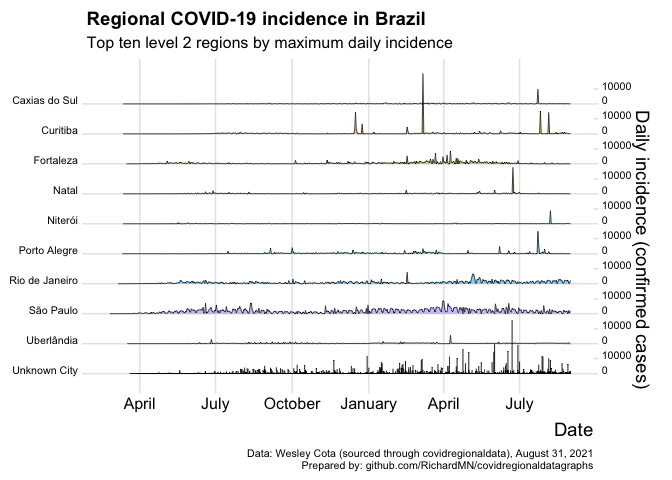 Regional COVID-19 incidence in Brazil
Top ten level 2 regions by maximum daily incidence
Caxias do Sul
10000
0
Curitiba
10000
0
Fortaleza
10000
0
Natal
10000
0
Niterói
10000
0
Porto Alegre
10000
0
Rio de Janeiro
10000
0
São Paulo
10000
0
Uberlândia
10000
0
Unknown City
10000
0
Daily incidence (confirmed cases)
April July October January April July
Date
Data: Wesley Cota (sourced through covidregionaldata), August 31, 2021
Prepared by: github.com/RichardMN/covidregionaldatagraphs